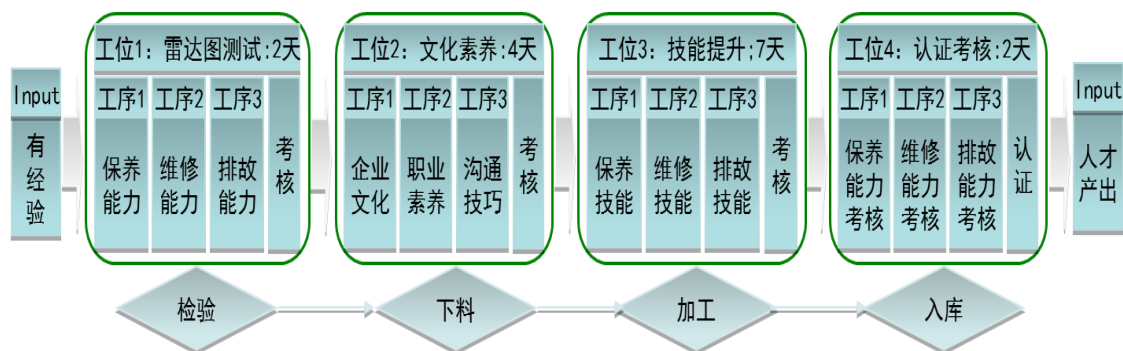 工位1：雷达图测试:2天
工位2：文化素养:4天
工位3：技能提升;7天
工位4：认证考核:2天
Input
有
经
验
工序1
工序2
工序3
保养
能力
维修
能力
排故
能力
考
核
工序1
工序2
工序3
企业
文化
职业
素养
沟通
技巧
考
核
工序1
工序2
工序3
保养
技能
维修
技能
排故
技能
考
核
工序1
工序2
工序3
保养
能力
考核
维修
能力
考核
排故
能力
考核
认
证
Input
人才
产出
检验
下料
加工
入库